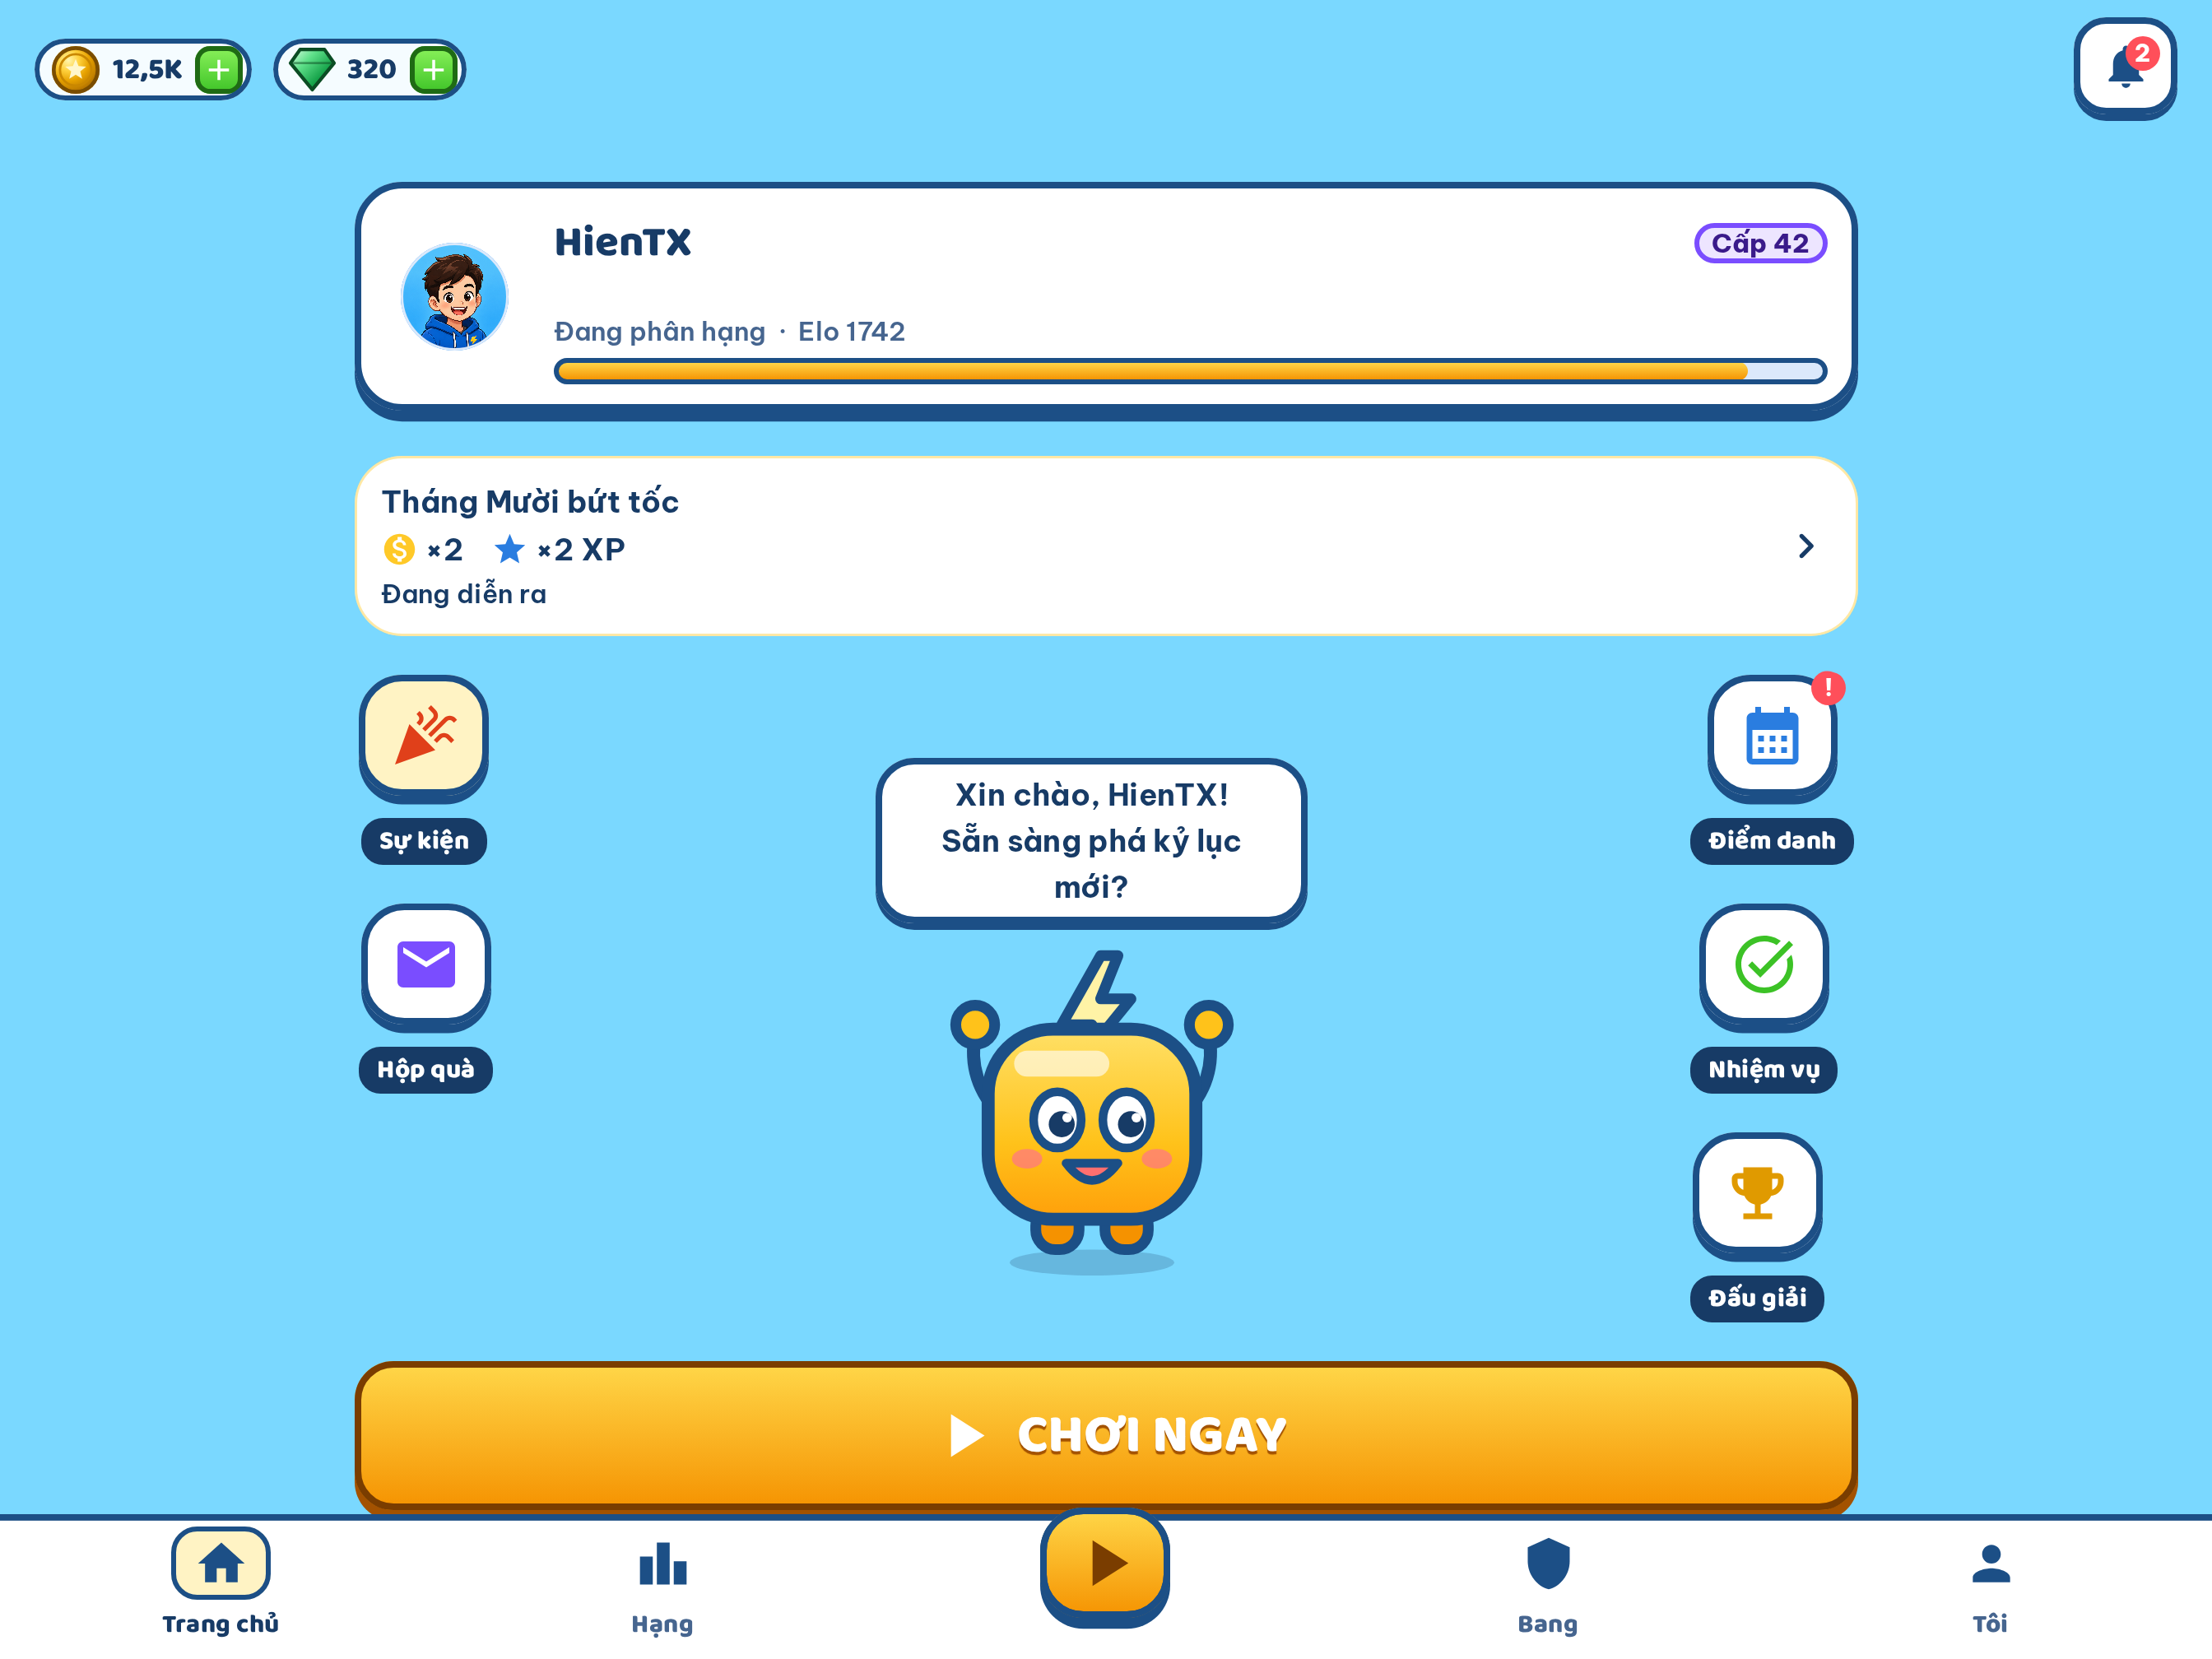 12,5K
320
2
HienTX
Cấp 42
Đang phân hạng · Elo 1742
Tháng Mười bứt tốc
×2 ×2 XP
Đang diễn ra
!
Sự kiện
Điểm danh
Xin chào, HienTX!
Sẵn sàng phá kỷ lục
mới?
Hộp quà
Nhiệm vụ
Đấu giải
CHƠI NGAY
Trang chủ
Hạng
Bang
Tôi